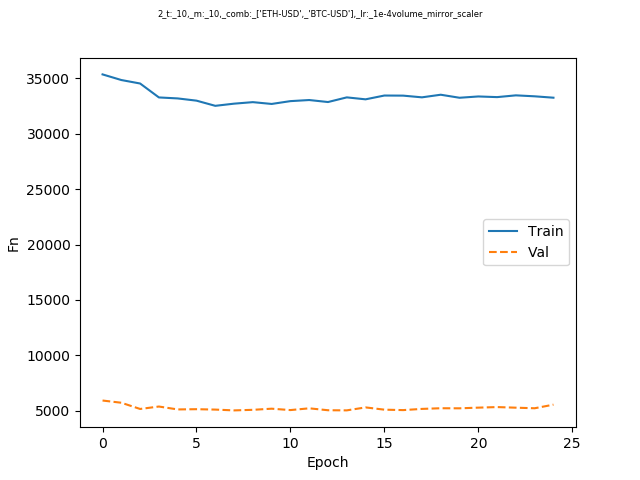 2_t:_10,_m:_10,_comb:_['ETH-USD',_'BTC-USD'],_lr:_1e-4volume_mirror_scaler
35000
30000
25000
20000
15000
10000
5000
Fn
Train
Val
0 5 10 15 20 25
Epoch